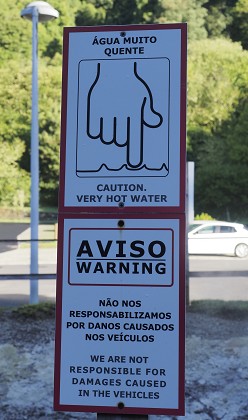 ÁGUA MUITO
QUENTE
CAUTION.
VERY HOT WATER
AVISO
WARNING
NÃO NOS
RESPONSABILIZAMOS
POR DANOS CAUSADOS
NOS VEÍCULOS
WE ARE NOT
RESPONSIBLE FOR
DAMAGES CAUSED
IN THE VEHICLES